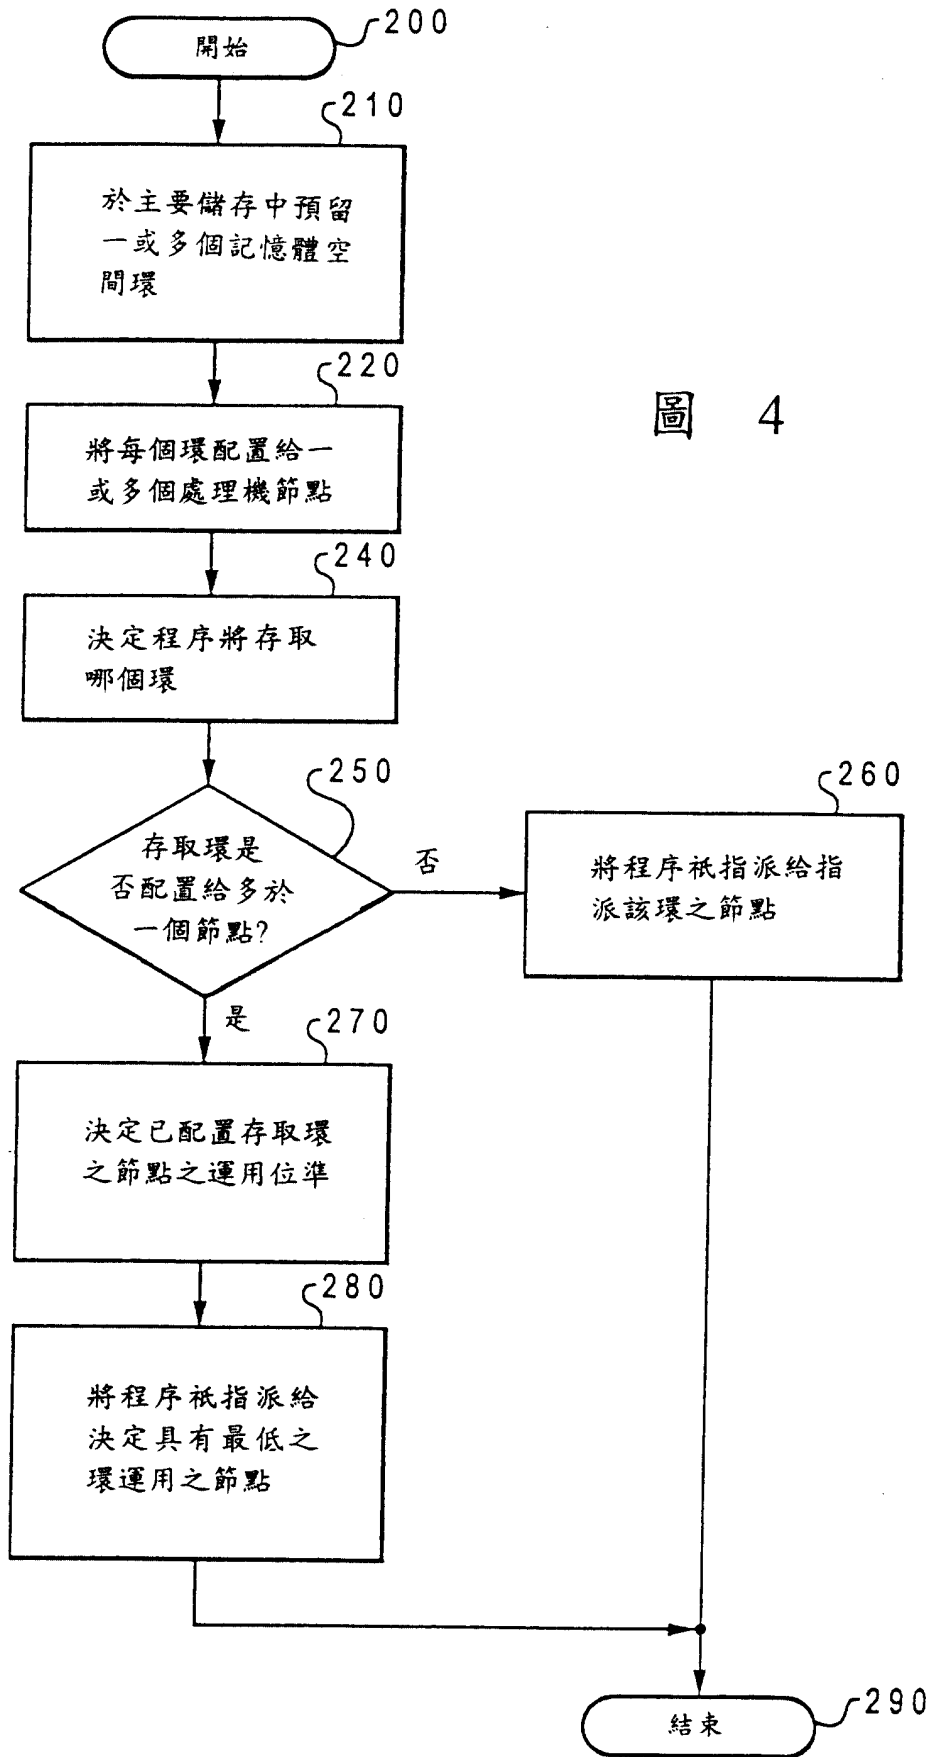 200
開始
210
於主要儲存中預留
一或多個記憶體空
間環
220
將每個環配置給一
或多個處理機節點
圖 4
240
決定程序將存取
哪個環
250
存取環是
否配置給多於
一個節點?
否
260
將程序祇指派給指
派該環之節點
是
270
決定已配置存取環
之節點之運用位準
280
將程序祇指派給
決定具有最低之
環運用之節點
結束
290